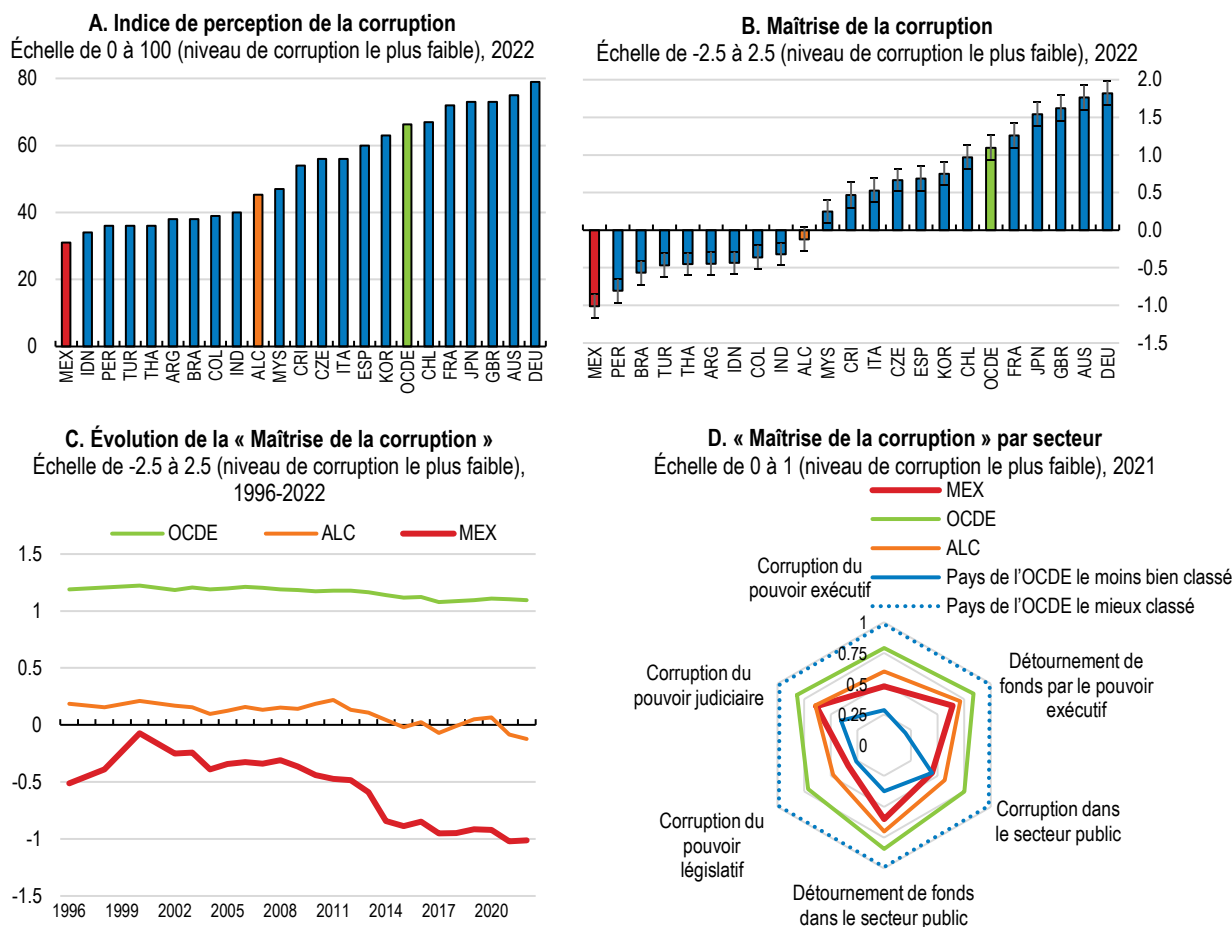 A. Indice de perception de la corruption
Échelle de 0 à 100 (niveau de corruption le plus faible), 2022
80
60
40
20
0
MEX IDN PER TUR THA ARG BRA COL IND ALC MYS CRI CZE ITA ESP KOR OCDE CHL FRA JPN GBR AUS DEU
B. Maîtrise de la corruption
Échelle de -2.5 à 2.5 (niveau de corruption le plus faible), 2022
2.0
1.5
1.0
0.5
0.0
-0.5
-1.0
-1.5
MEX PER BRA TUR THA ARG IDN COL IND ALC MYS CRI ITA CZE ESP KOR CHL OCDE FRA JPN GBR AUS DEU
C. Évolution de la « Maîtrise de la corruption »
Échelle de -2.5 à 2.5 (niveau de corruption le plus faible),
1996-2022
OCDE ALC MEX
1.5
1
0.5
0
-0.5
-1
-1.5
1996 1999 2002 2005 2008 2011 2014 2017 2020
D. « Maîtrise de la corruption » par secteur
Échelle de 0 à 1 (niveau de corruption le plus faible), 2021
MEX
OCDE
ALC
Pays de l'OCDE le moins bien classé
Pays de l'OCDE le mieux classé
Corruption du
pouvoir exécutif
1
0.75
0.5
0.25
0
Détournement de
fonds par le pouvoir
exécutif
Corruption dans
le secteur public
Détournement de fonds
dans le secteur public
Corruption du
pouvoir
législatif
Corruption du
pouvoir judiciaire